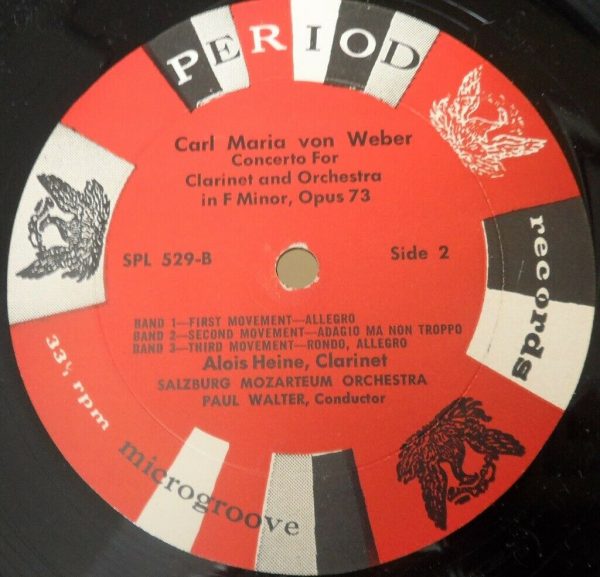 PERIOD
Carl Maria von Weber
Concerto For
Clarinet and Orchestra
in F Minor, Opus 73
SPL 529-B
Side 2
records
BAND 1—FIRST MOVEMENT—ALLEGRO
BAND 2—SECOND MOVEMENT—ADAGIO MA NON TROPPO
BAND 3—THIRD MOVEMENT—RONDO, ALLEGRO
Alois Heine, Clarinet
SALZBURG MOZARTEUM ORCHESTRA
PAUL WALTER, Conductor
33⅓ rpm
microgroove